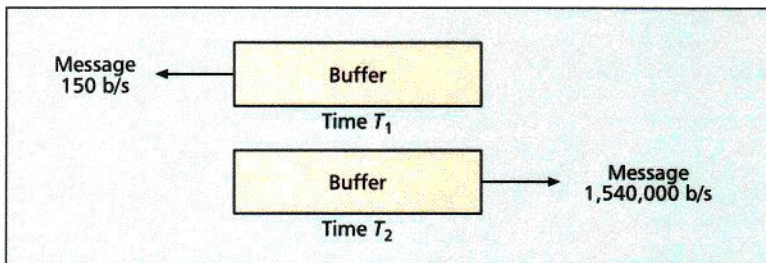 Message
150 b/s
Buffer
Time T₁
Buffer
Message
1,540,000 b/s
Time T₂